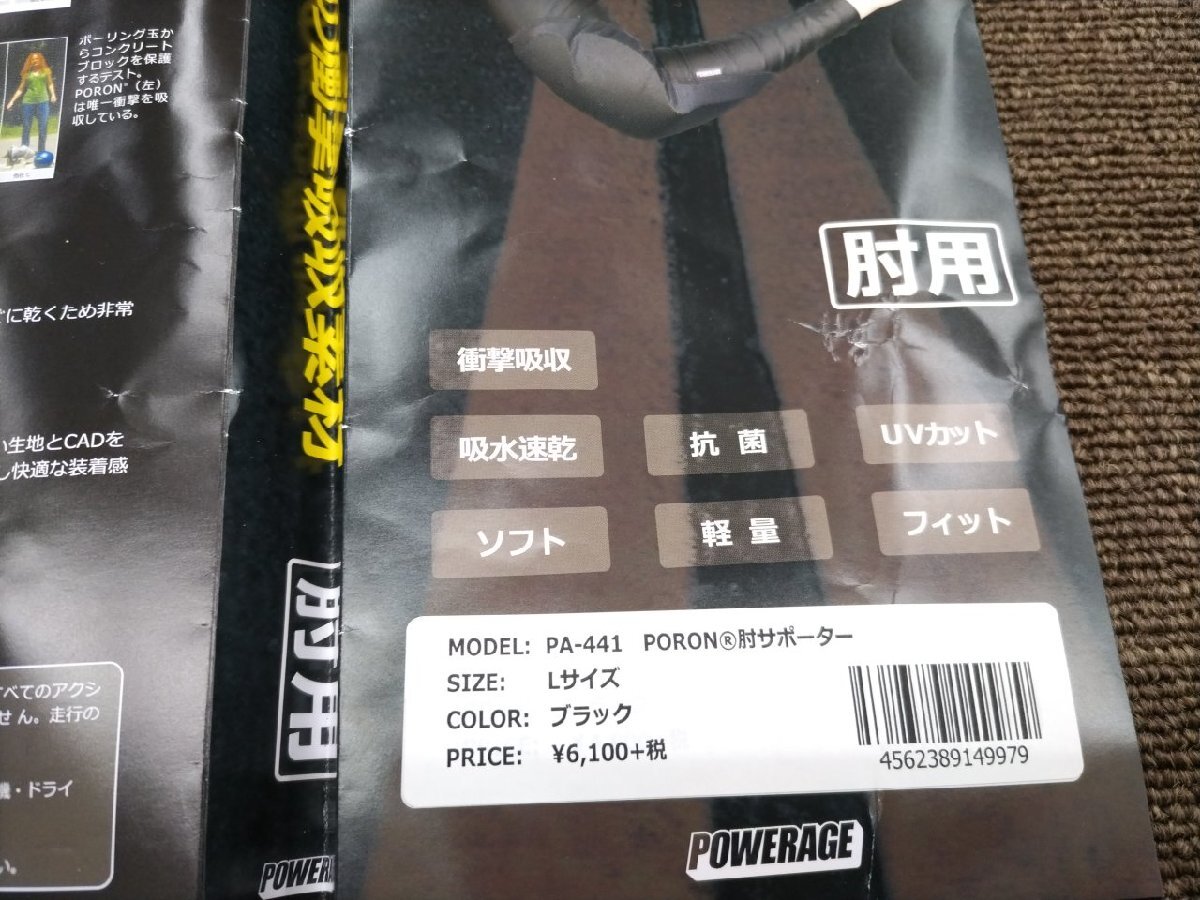 ボーリング玉か
らコンクリート
ブロックを保護
するテスト。
PORON®（左）
は唯一衝撃を吸
収している。
に乾くため非常
生地とCADを
し快適な装着感
べてのアクシ
せん。走行の
機・ドライ
い。
衝撃吸収素材
肘用
POWERA
肘用
衝撃吸収
吸水速乾
抗菌
UVカット
ソフト
軽量
フィット
MODEL: PA-441 PORON®肘サポーター
SIZE: Lサイズ
COLOR: ブラック
PRICE: ¥6,100+税
4562389149979
POWERAGE